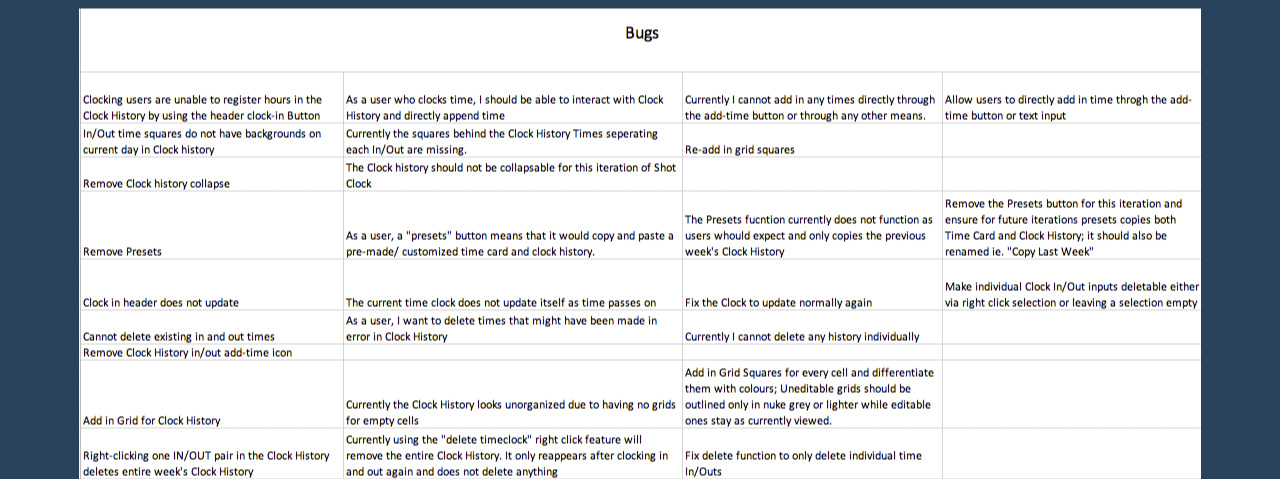 Bugs
Clocking users are unable to register hours in the
Clock History by using the header clock-in Button
As a user who clocks time, I should be able to interact with Clock
History and directly append time
Currently I cannot add in any times directly through
the add-time button or through any other means.
Allow users to directly add in time throgh the add-
time button or text input
In/Out time squares do not have backgrounds on
current day in Clock history
Currently the squares behind the Clock History Times seperating
each In/Out are missing.
Re-add in grid squares
Remove Clock history collapse
The Clock history should not be collapsable for this iteration of Shot
Clock
Remove Presets
As a user, a "presets" button means that it would copy and paste a
pre-made/ customized time card and clock history.
The Presets fucntion currently does not function as
users whould expect and only copies the previous
week's Clock History
Remove the Presets button for this iteration and
ensure for future iterations presets copies both
Time Card and Clock History; it should also be
renamed ie. "Copy Last Week"
Clock in header does not update
The current time clock does not update itself as time passes on
Fix the Clock to update normally again
Make individual Clock In/Out inputs deletable either
via right click selection or leaving a selection empty
Cannot delete existing in and out times
As a user, I want to delete times that might have been made in
error in Clock History
Currently I cannot delete any history individually
Remove Clock History in/out add-time icon
Add in Grid for Clock History
Currently the Clock History looks unorganized due to having no grids
for empty cells
Add in Grid Squares for every cell and differentiate
them with colours; Uneditable grids should be
outlined only in nuke grey or lighter while editable
ones stay as currently viewed.
Right-clicking one IN/OUT pair in the Clock History
deletes entire week's Clock History
Currently using the "delete timeclock" right click feature will
remove the entire Clock History. It only reappears after clocking in
and out again and does not delete anything
Fix delete function to only delete individual time
In/Outs